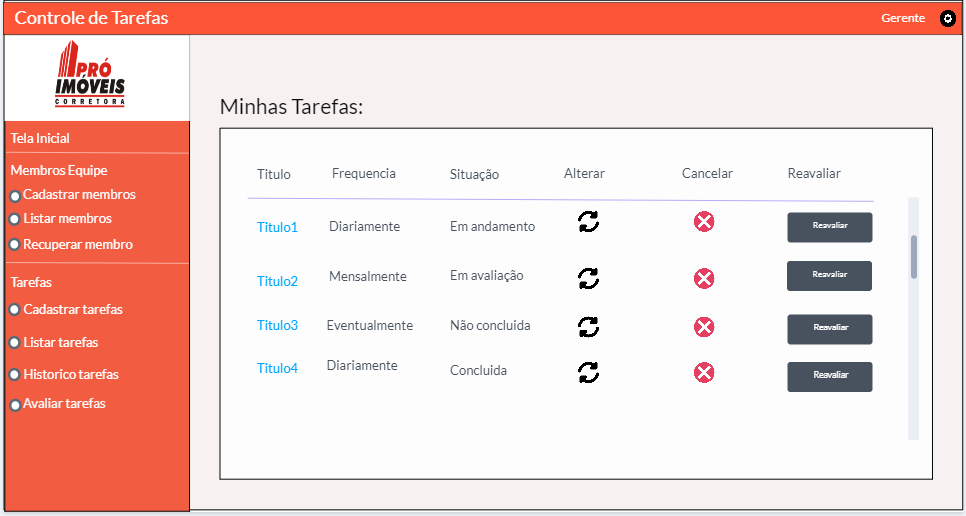 Controle de Tarefas
Gerente
PRÓ
IMÓVEIS
CORRETORA
Tela Inicial
Membros Equipe
Cadastrar membros
Listar membros
Recuperar membro
Tarefas
Cadastrar tarefas
Listar tarefas
Historico tarefas
Avaliar tarefas
Minhas Tarefas:
Titulo Frequencia Situação Alterar Cancelar Reavaliar
Titulo1 Diariamente Em andamento Reavaliar
Titulo2 Mensalmente Em avaliação Reavaliar
Titulo3 Eventualmente Não concluida Reavaliar
Titulo4 Diariamente Concluida Reavaliar